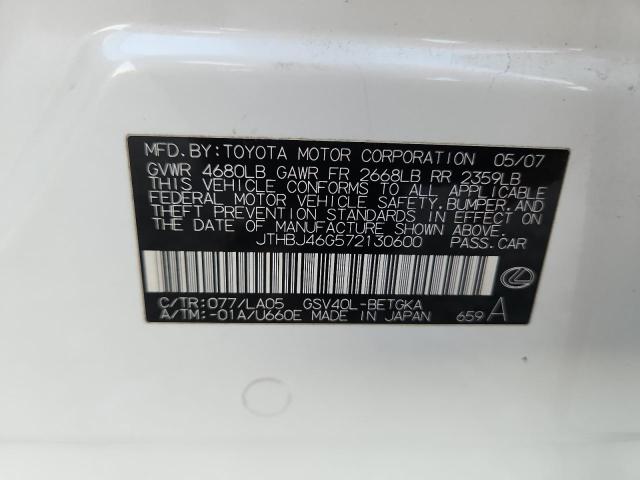 MFD. BY: TOYOTA MOTOR CORPORATION 05/07
GVWR 4680LB GAWR FR 2668LB RR 2359LB
THIS VEHICLE CONFORMS TO ALL APPLICABLE
FEDERAL MOTOR VEHICLE SAFETY, BUMPER, AND
THEFT PREVENTION STANDARDS IN EFFECT ON
THE DATE OF MANUFACTURE SHOWN ABOVE.
JTHBJ46G572130600 PASS. CAR
C/TR: 077/LA05 GSV40L-BETGKA
A/TM: -01A/U660E MADE IN JAPAN 659 A